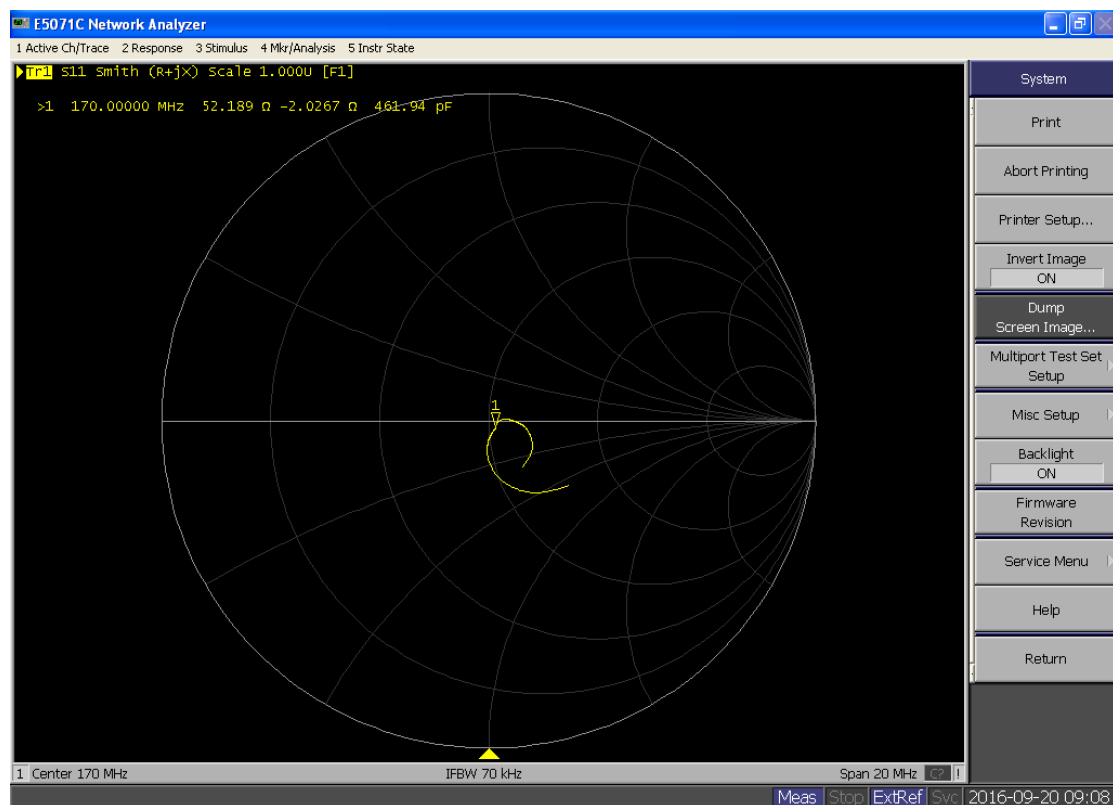 E5071C Network Analyzer
1 Active Ch/Trace 2 Response 3 Stimulus 4 Mkr/Analysis 5 Instr State
Tr1 S11 Smith (R+jX) Scale 1.000U [F1]
>1 170.00000 MHz 52.189 Ω -2.0267 Ω 461.94 pF
1
System
Print
Abort Printing
Printer Setup...
Invert Image
ON
Dump
Screen Image...
Multiport Test Set
Setup
Misc Setup
Backlight
ON
Firmware
Revision
Service Menu
Help
Return
1 Center 170 MHz IFBW 70 kHz Span 20 MHz C? !
Meas Stop ExtRef Svc 2016-09-20 09:08